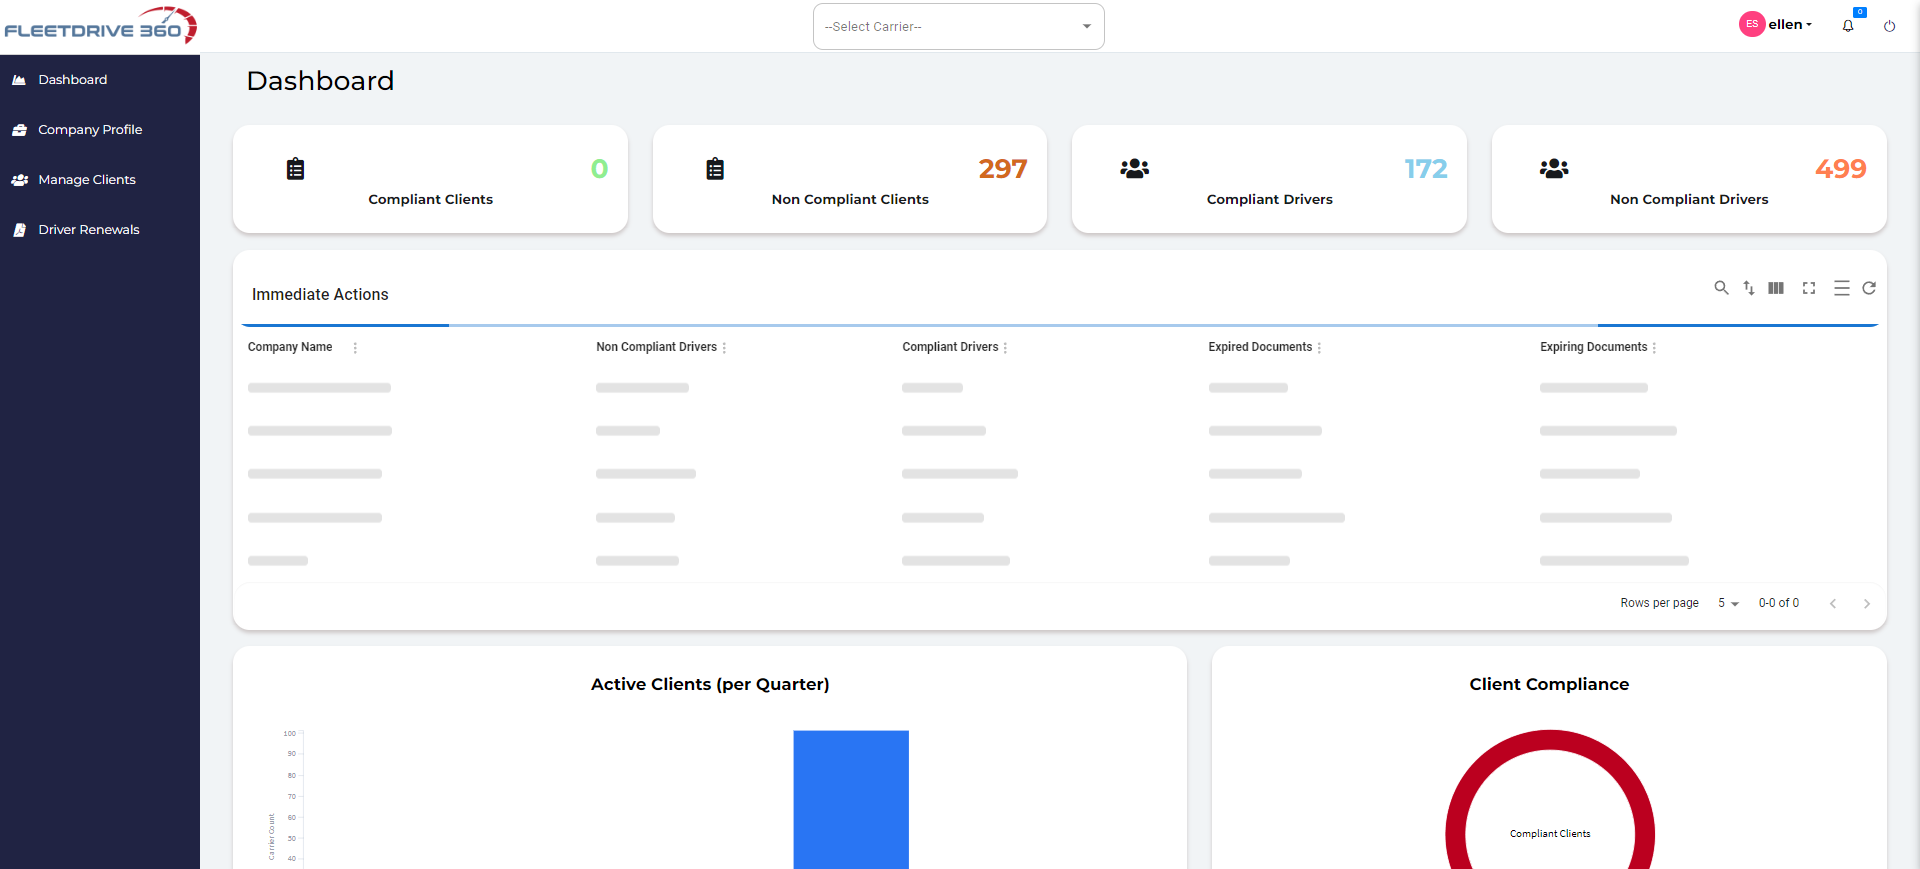 FLEETDRIVE 360
--Select Carrier--
ES ellen
0
Dashboard
Company Profile
Manage Clients
Driver Renewals
Dashboard
0
Compliant Clients
297
Non Compliant Clients
172
Compliant Drivers
499
Non Compliant Drivers
Immediate Actions
Company Name Non Compliant Drivers Compliant Drivers Expired Documents Expiring Documents
Rows per page 5 0-0 of 0
Active Clients (per Quarter)
100
90
80
70
60
50
40
Carrier Count
Client Compliance
Compliant Clients